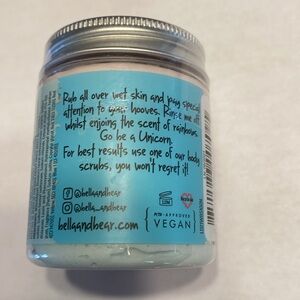 Rub all over wet skin and pay special
attention to your hooves. Rinse me off
whilst enjoying the scent of rainbows.
Go be a Unicorn.
For best results use one of our body
scrubs, you won't regret it!
@bellaandbear
@bella_andbear
bellaandbear.com
PETA-APPROVED
VEGAN